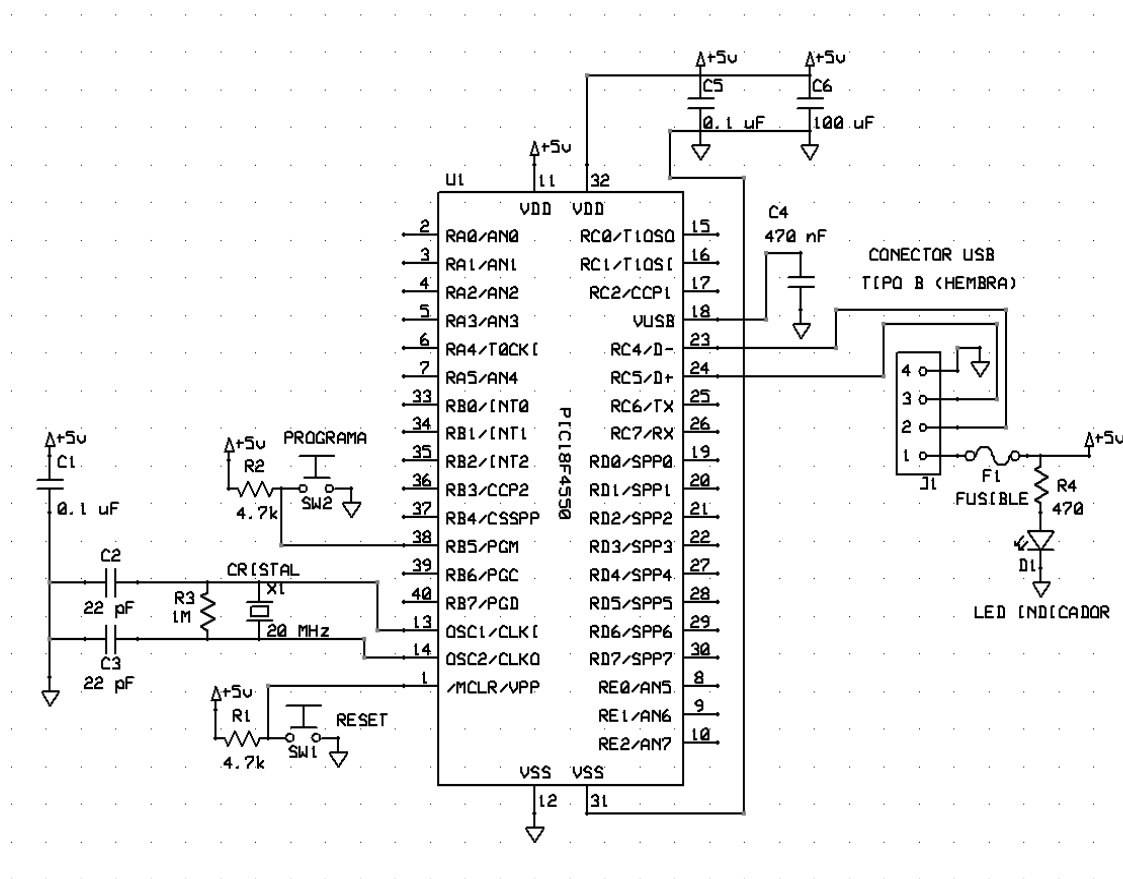 +5v
+5v
C5
C6
0.1 uF
100 uF
+5v
U1
11
32
VDD
VDD
2
RA0/AN0
3
RA1/AN1
4
RA2/AN2
5
RA3/AN3
6
RA4/T0CKI
7
RA5/AN4
33
RB0/INT0
34
RB1/INT1
35
RB2/INT2
36
RB3/CCP2
37
RB4/CSSPP
38
RB5/PGM
39
RB6/PGC
40
RB7/PGD
13
OSC1/CLKI
14
OSC2/CLKO
1
/MCLR/VPP
PIC18F4550
RC0/T1OSO
15
RC1/T1OSI
16
RC2/CCP1
17
VUSB
18
RC4/D-
23
RC5/D+
24
RC6/TX
25
RC7/RX
26
RD0/SPP0
19
RD1/SPP1
20
RD2/SPP2
21
RD3/SPP3
22
RD4/SPP4
27
RD5/SPP5
28
RD6/SPP6
29
RD7/SPP7
30
RE0/AN5
8
RE1/AN6
9
RE2/AN7
10
VSS
VSS
12
31
C4
470 nF
CONECTOR USB
TIPO B (HEMBRA)
4
3
2
1
J1
F1
FUSIBLE
+5v
R4
470
D1
LED INDICADOR
+5v
C1
0.1 uF
+5v
PROGRAMA
R2
4.7k
SW2
C2
22 pF
C3
22 pF
R3
1M
CRISTAL
X1
20 MHz
+5v
R1
4.7k
RESET
SW1